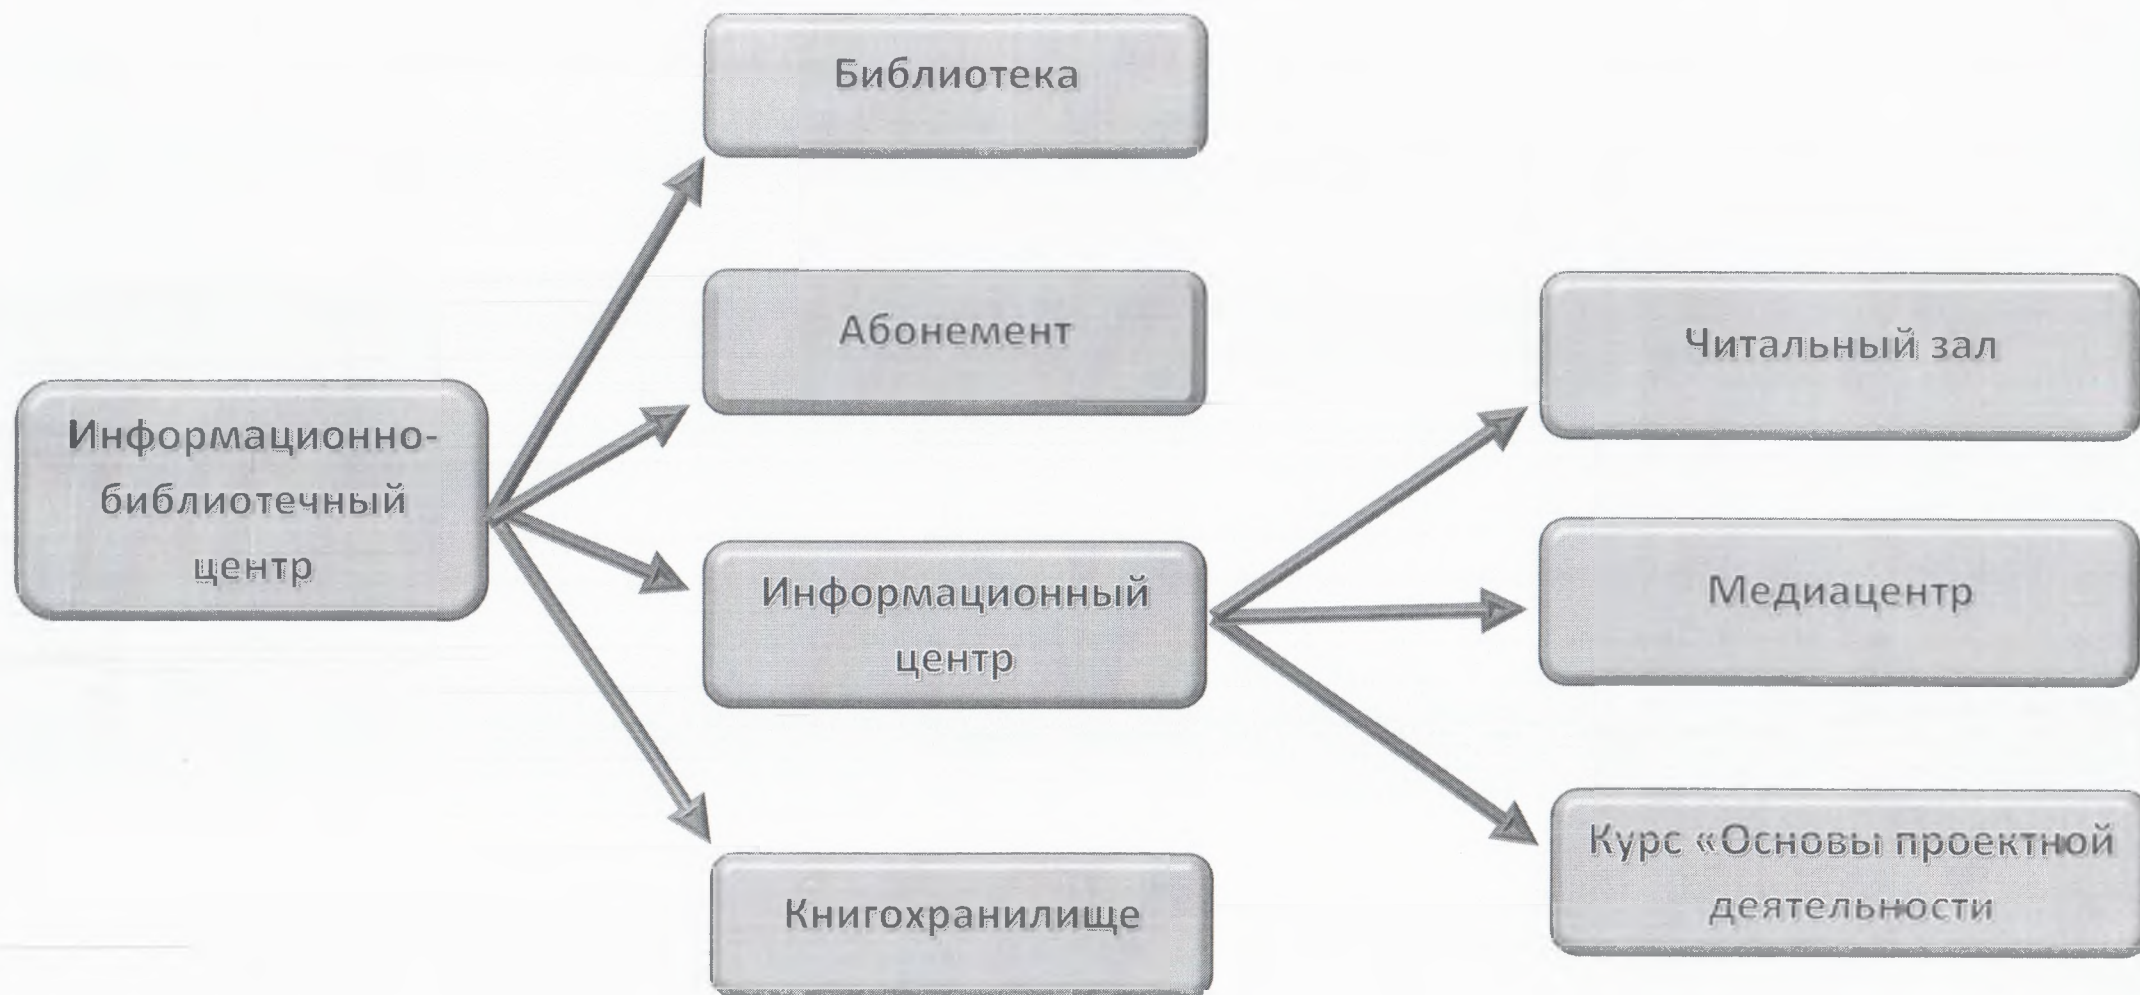 Библиотека
Абонемент
Информационно-
библиотечный
центр
Информационный
центр
Книгохранилище
Читальный зал
Медиацентр
Курс «Основы проектной
деятельности